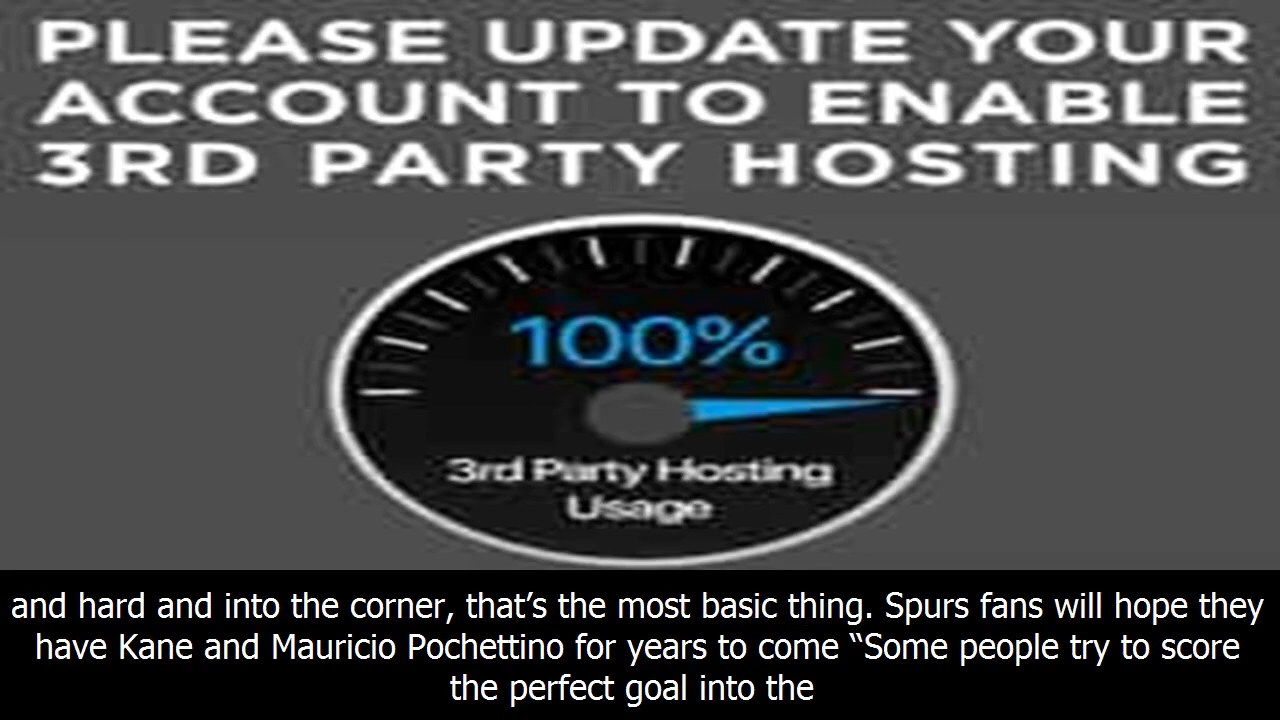 PLEASE UPDATE YOUR
ACCOUNT TO ENABLE
3RD PARTY HOSTING
100%
3rd Party Hosting
Usage
and hard and into the corner, that’s the most basic thing. Spurs fans will hope they
have Kane and Mauricio Pochettino for years to come “Some people try to score
the perfect goal into the